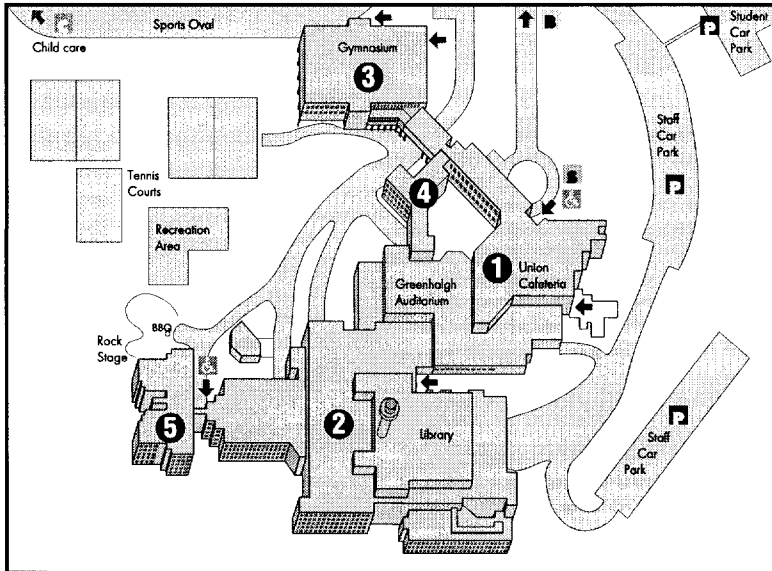 Sports Oval
Child care
Gymnasium
3
B
P
Student
Car
Park
Staff
Car
Park
P
4
Tennis
Courts
Recreation
Area
1
Union
Cafeteria
Greenhalgh
Auditorium
BBQ
Rock
Stage
5
2
Library
P
Staff
Car
Park